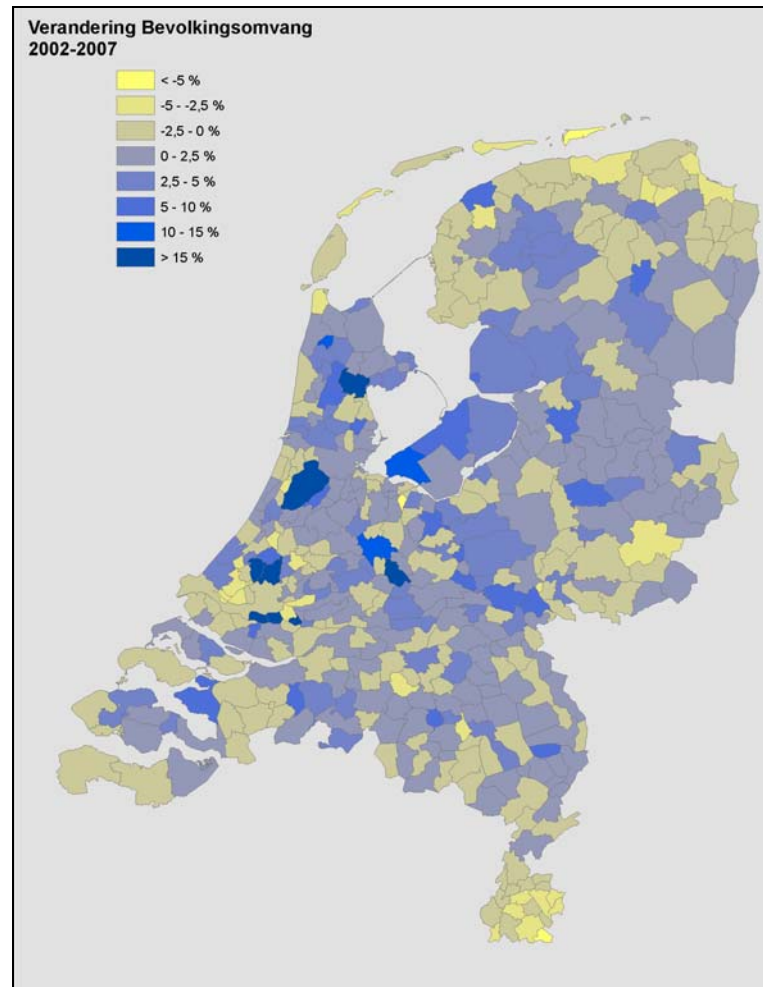 Verandering Bevolkingsomvang
2002-2007
< -5 %
-5 - -2,5 %
-2,5 - 0 %
0 - 2,5 %
2,5 - 5 %
5 - 10 %
10 - 15 %
> 15 %